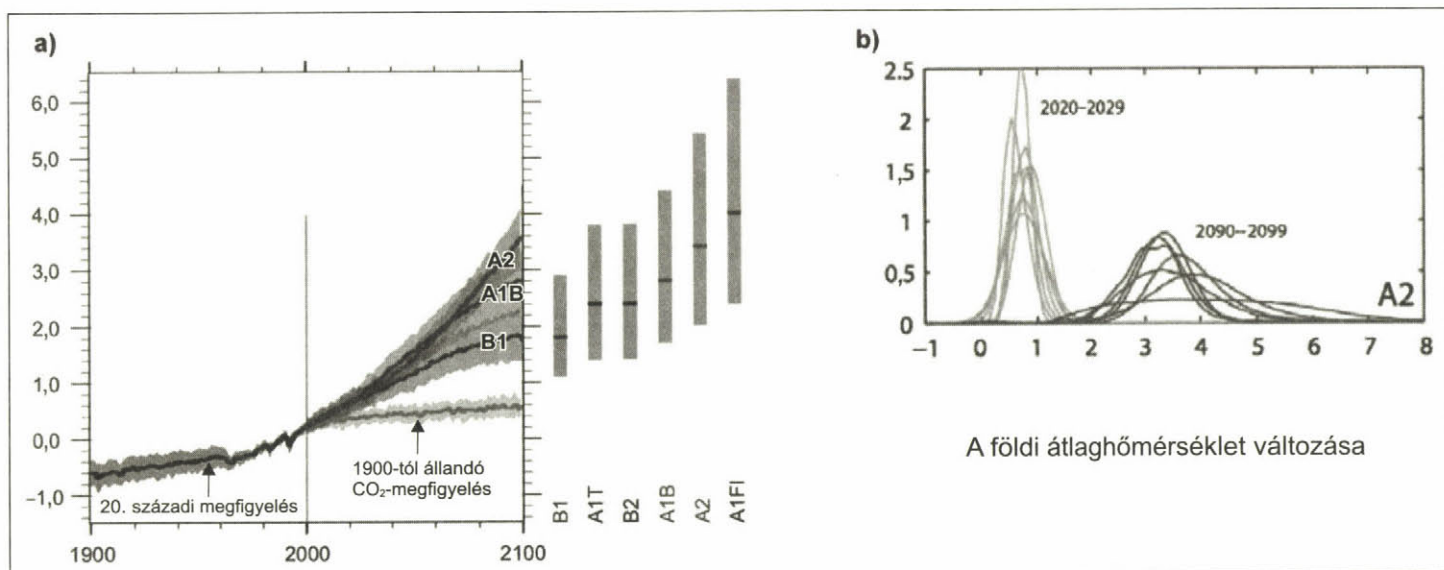 a)
6,0
5,0
4,0
3,0
2,0
1,0
0,0
−1,0
A2
A1B
B1
20. századi megfigyelés
1900-tól állandó
CO₂-megfigyelés
1900
2000
2100
B1
A1T
B2
A1B
A2
A1FI
b)
2.5
2
1,5
1
0,5
0
2020–2029
2090–2099
A2
−1 0 1 2 3 4 5 6 7 8
A földi átlaghőmérséklet változása